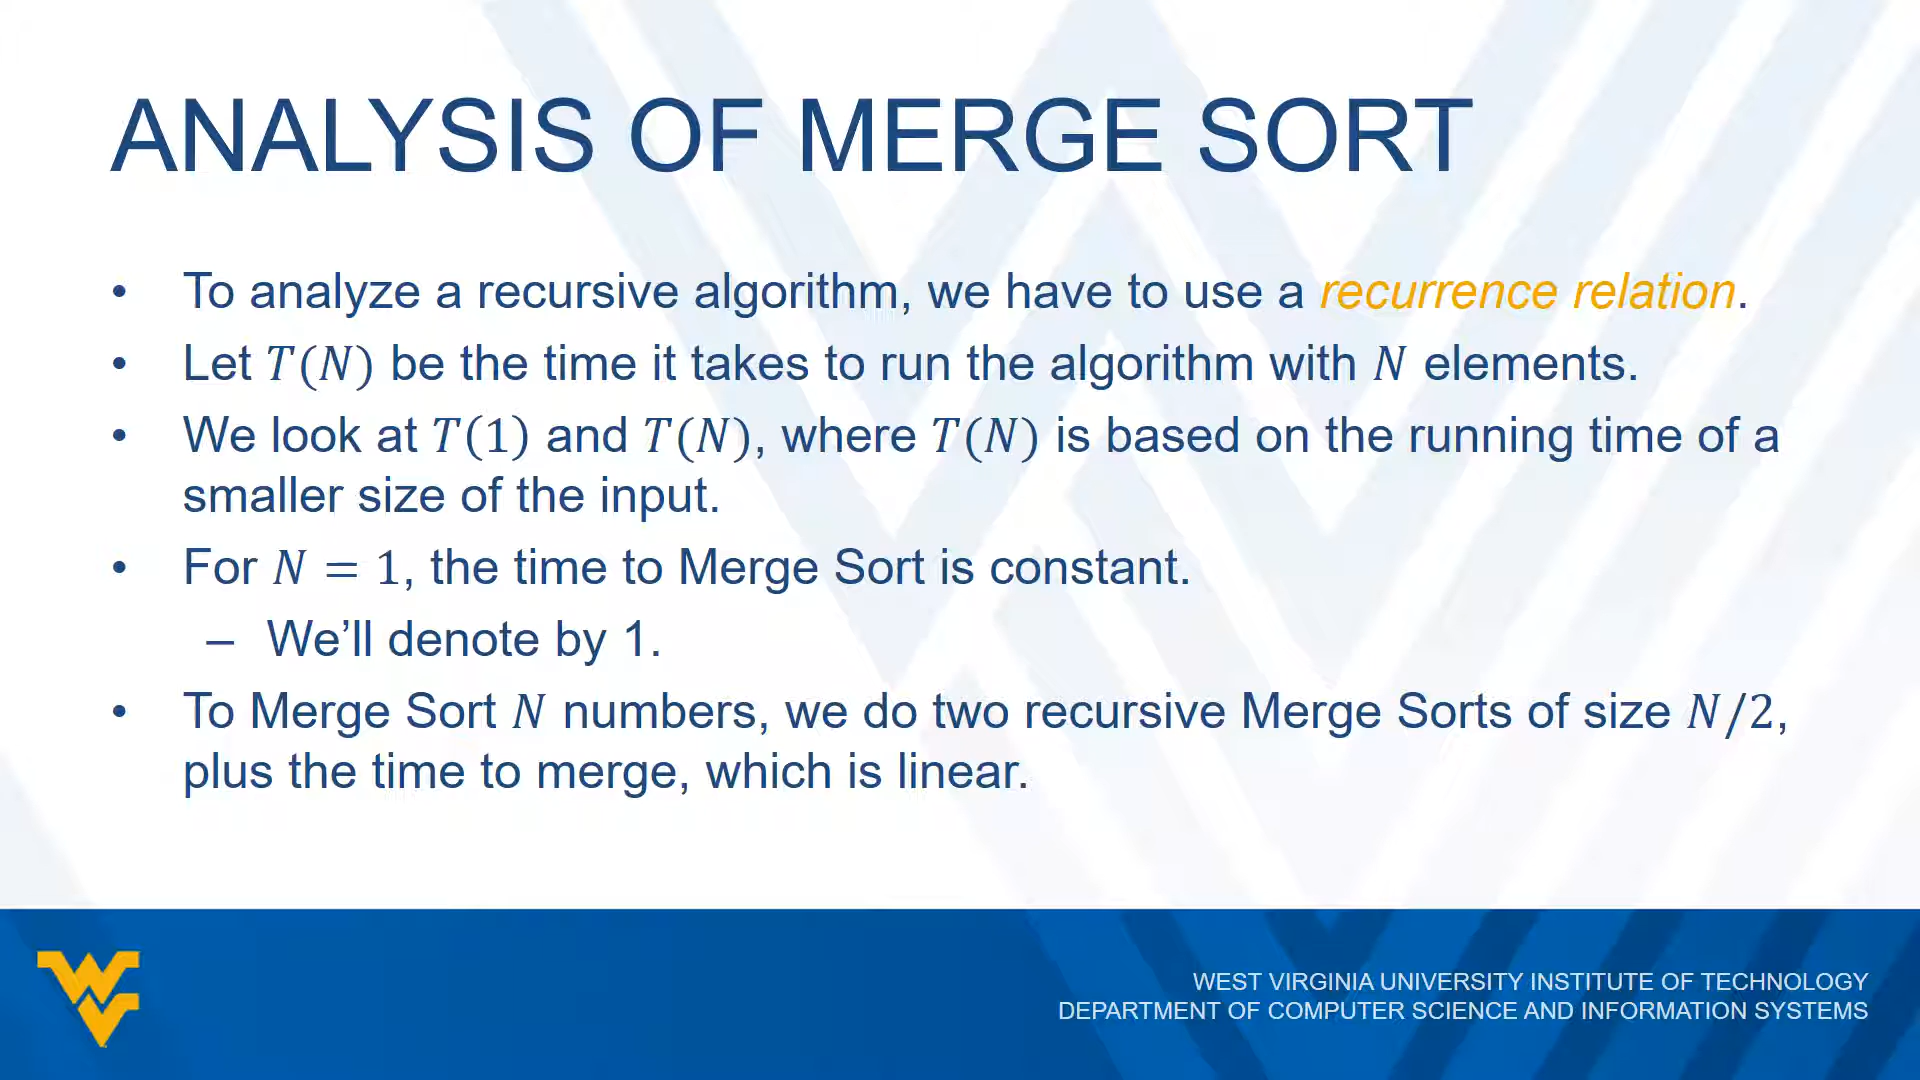 ANALYSIS OF MERGE SORT
• To analyze a recursive algorithm, we have to use a recurrence relation.
• Let T(N) be the time it takes to run the algorithm with N elements.
• We look at T(1) and T(N), where T(N) is based on the running time of a
smaller size of the input.
• For N = 1, the time to Merge Sort is constant.
– We’ll denote by 1.
• To Merge Sort N numbers, we do two recursive Merge Sorts of size N/2,
plus the time to merge, which is linear.
WEST VIRGINIA UNIVERSITY INSTITUTE OF TECHNOLOGY
DEPARTMENT OF COMPUTER SCIENCE AND INFORMATION SYSTEMS